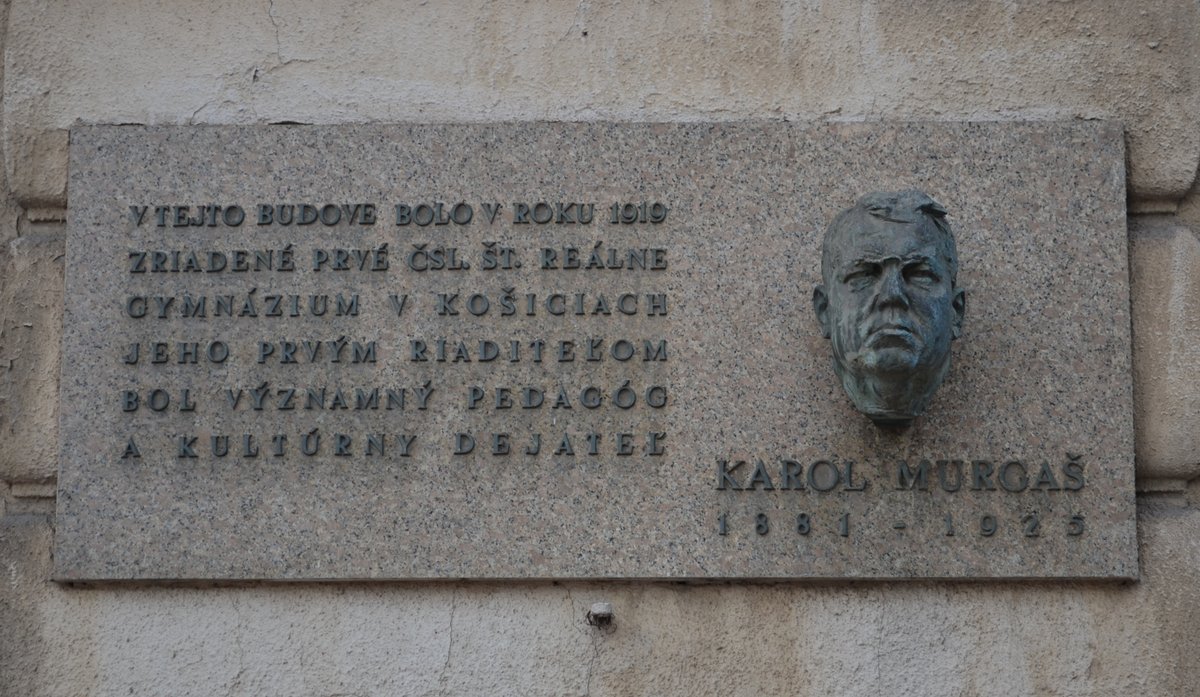 V TEJTO BUDOVE BOLO V ROKU 1919
ZRIADENÉ PRVÉ ČSL. ŠT. REÁLNE
GYMNÁZIUM V KOŠICIACH
JEHO PRVÝM RIADITEĽOM
BOL VÝZNAMNÝ PEDAGÓG
A KULTÚRNY DEJATEĽ
KAROL MURGAŠ
1881 - 1925